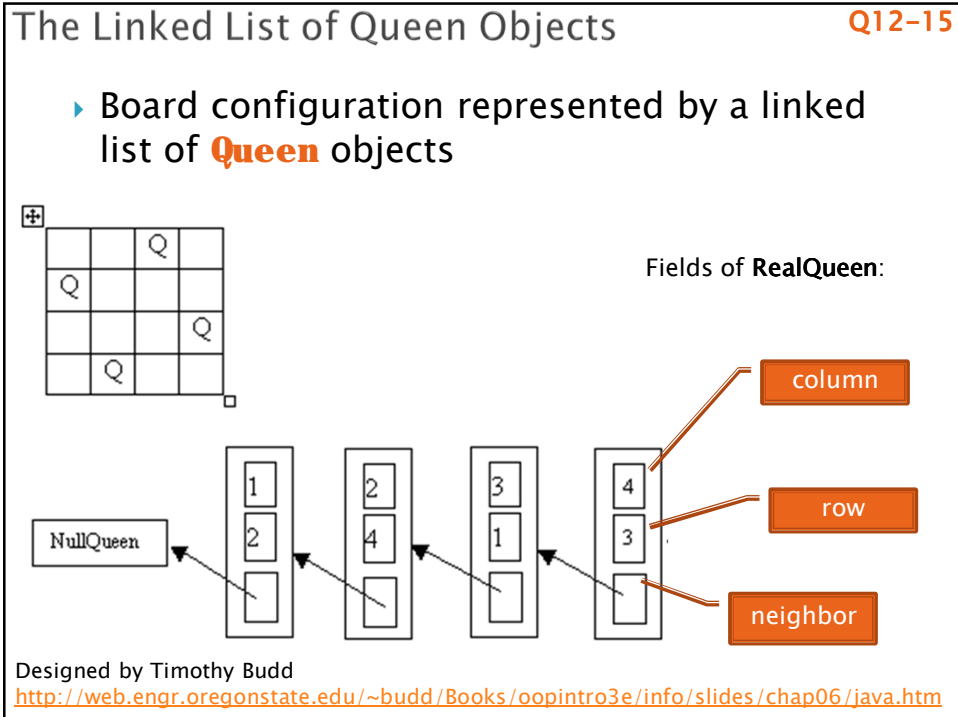 The Linked List of Queen Objects
Q12-15
Board configuration represented by a linked
list of Queen objects
Q
Q
Q
Q
Fields of RealQueen:
column
row
neighbor
1 2 3 4
NullQueen 2 4 1 3
Designed by Timothy Budd
http://web.engr.oregonstate.edu/~budd/Books/oopintro3e/info/slides/chap06/java.htm